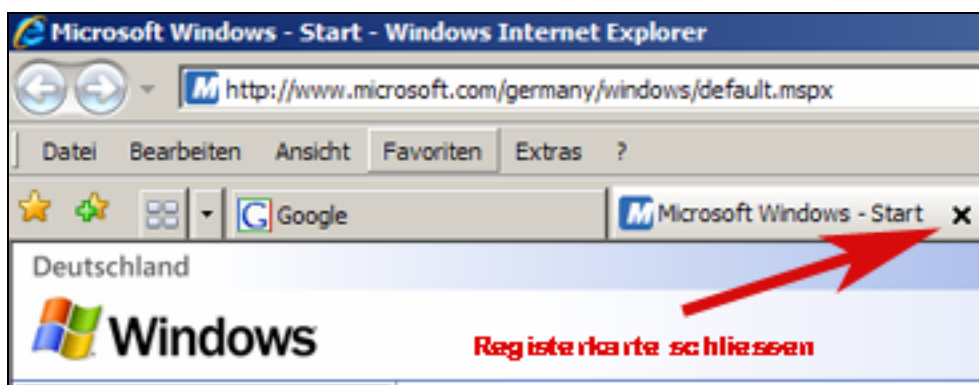 Microsoft Windows - Start - Windows Internet Explorer
http://www.microsoft.com/germany/windows/default.mspx
Datei Bearbeiten Ansicht Favoriten Extras ?
Google Microsoft Windows - Start
Deutschland
Windows
Registerkarte schliessen